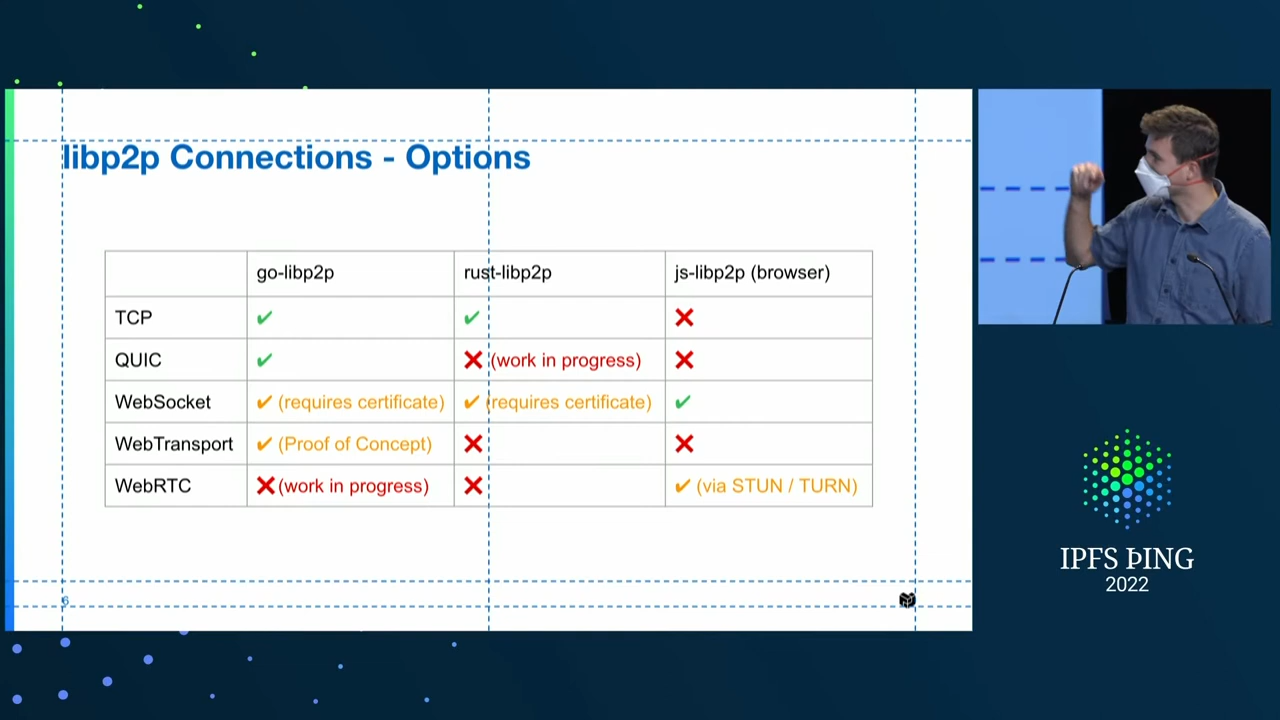 libp2p Connections - Options
go-libp2p rust-libp2p js-libp2p (browser)
TCP ✔ ✔ ❌
QUIC ✔ ❌ (work in progress) ❌
WebSocket ✔ (requires certificate) ✔ (requires certificate) ✔
WebTransport ✔ (Proof of Concept) ❌ ❌
WebRTC ❌ (work in progress) ❌ ✔ (via STUN / TURN)
6
IPFS ÞING
2022